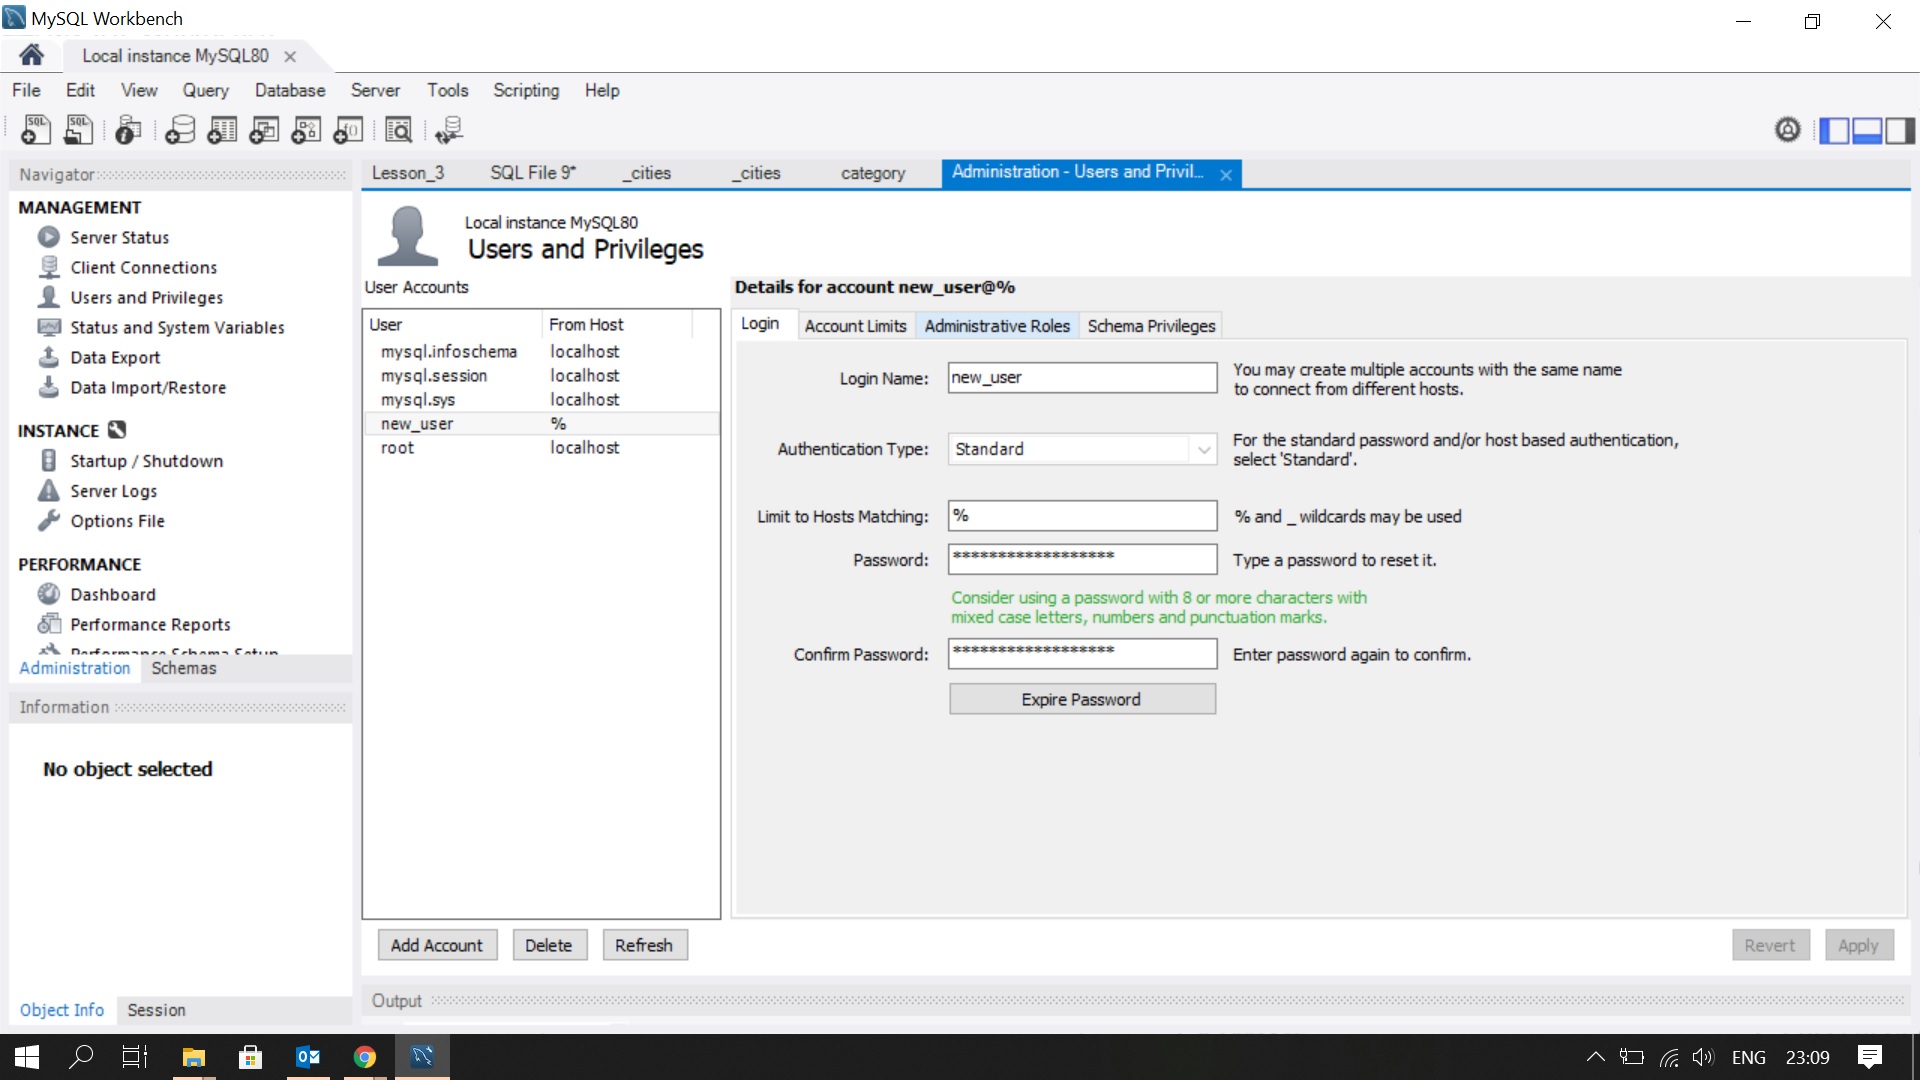 MySQL Workbench
Local instance MySQL80
File Edit View Query Database Server Tools Scripting Help
SQL SQL
Navigator
MANAGEMENT
Server Status
Client Connections
Users and Privileges
Status and System Variables
Data Export
Data Import/Restore
INSTANCE
Startup / Shutdown
Server Logs
Options File
PERFORMANCE
Dashboard
Performance Reports
Performance Schema Setup
Administration Schemas
Information
No object selected
Object Info Session
Lesson_3 SQL File 9* _cities _cities category Administration - Users and Privil...
Local instance MySQL80
Users and Privileges
User Accounts
User From Host
mysql.infoschema localhost
mysql.session localhost
mysql.sys localhost
new_user %
root localhost
Add Account Delete Refresh
Details for account new_user@%
Login Account Limits Administrative Roles Schema Privileges
Login Name: new_user You may create multiple accounts with the same name
to connect from different hosts.
Authentication Type: Standard For the standard password and/or host based authentication,
select 'Standard'.
Limit to Hosts Matching: % % and _ wildcards may be used
Password: ****************** Type a password to reset it.
Consider using a password with 8 or more characters with
mixed case letters, numbers and punctuation marks.
Confirm Password: ****************** Enter password again to confirm.
Expire Password
Revert Apply
Output
ENG 23:09